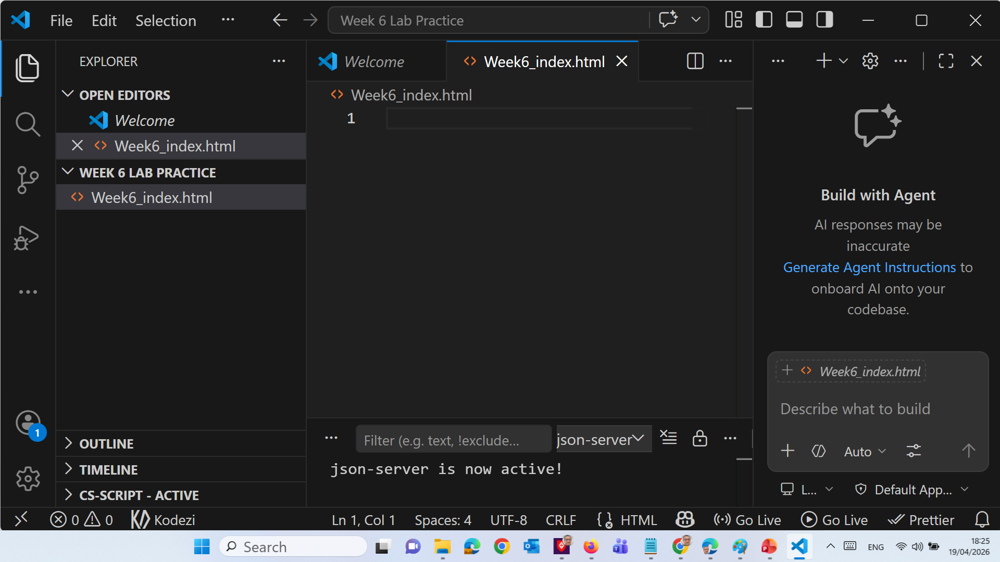 File Edit Selection ...
Week 6 Lab Practice
EXPLORER
OPEN EDITORS
Welcome
Week6_index.html
WEEK 6 LAB PRACTICE
Week6_index.html
OUTLINE
TIMELINE
CS-SCRIPT - ACTIVE
Welcome
Week6_index.html
Week6_index.html
1
Filter (e.g. text, !exclude...
json-server
json-server is now active!
Build with Agent
AI responses may be
inaccurate
Generate Agent Instructions to
onboard AI onto your
codebase.
Week6_index.html
Describe what to build
Auto
L...
Default App...
1
0 0 Kodezi Ln 1, Col 1 Spaces: 4 UTF-8 CRLF HTML Go Live Go Live Prettier
Search
ENG
18:25
19/04/2026